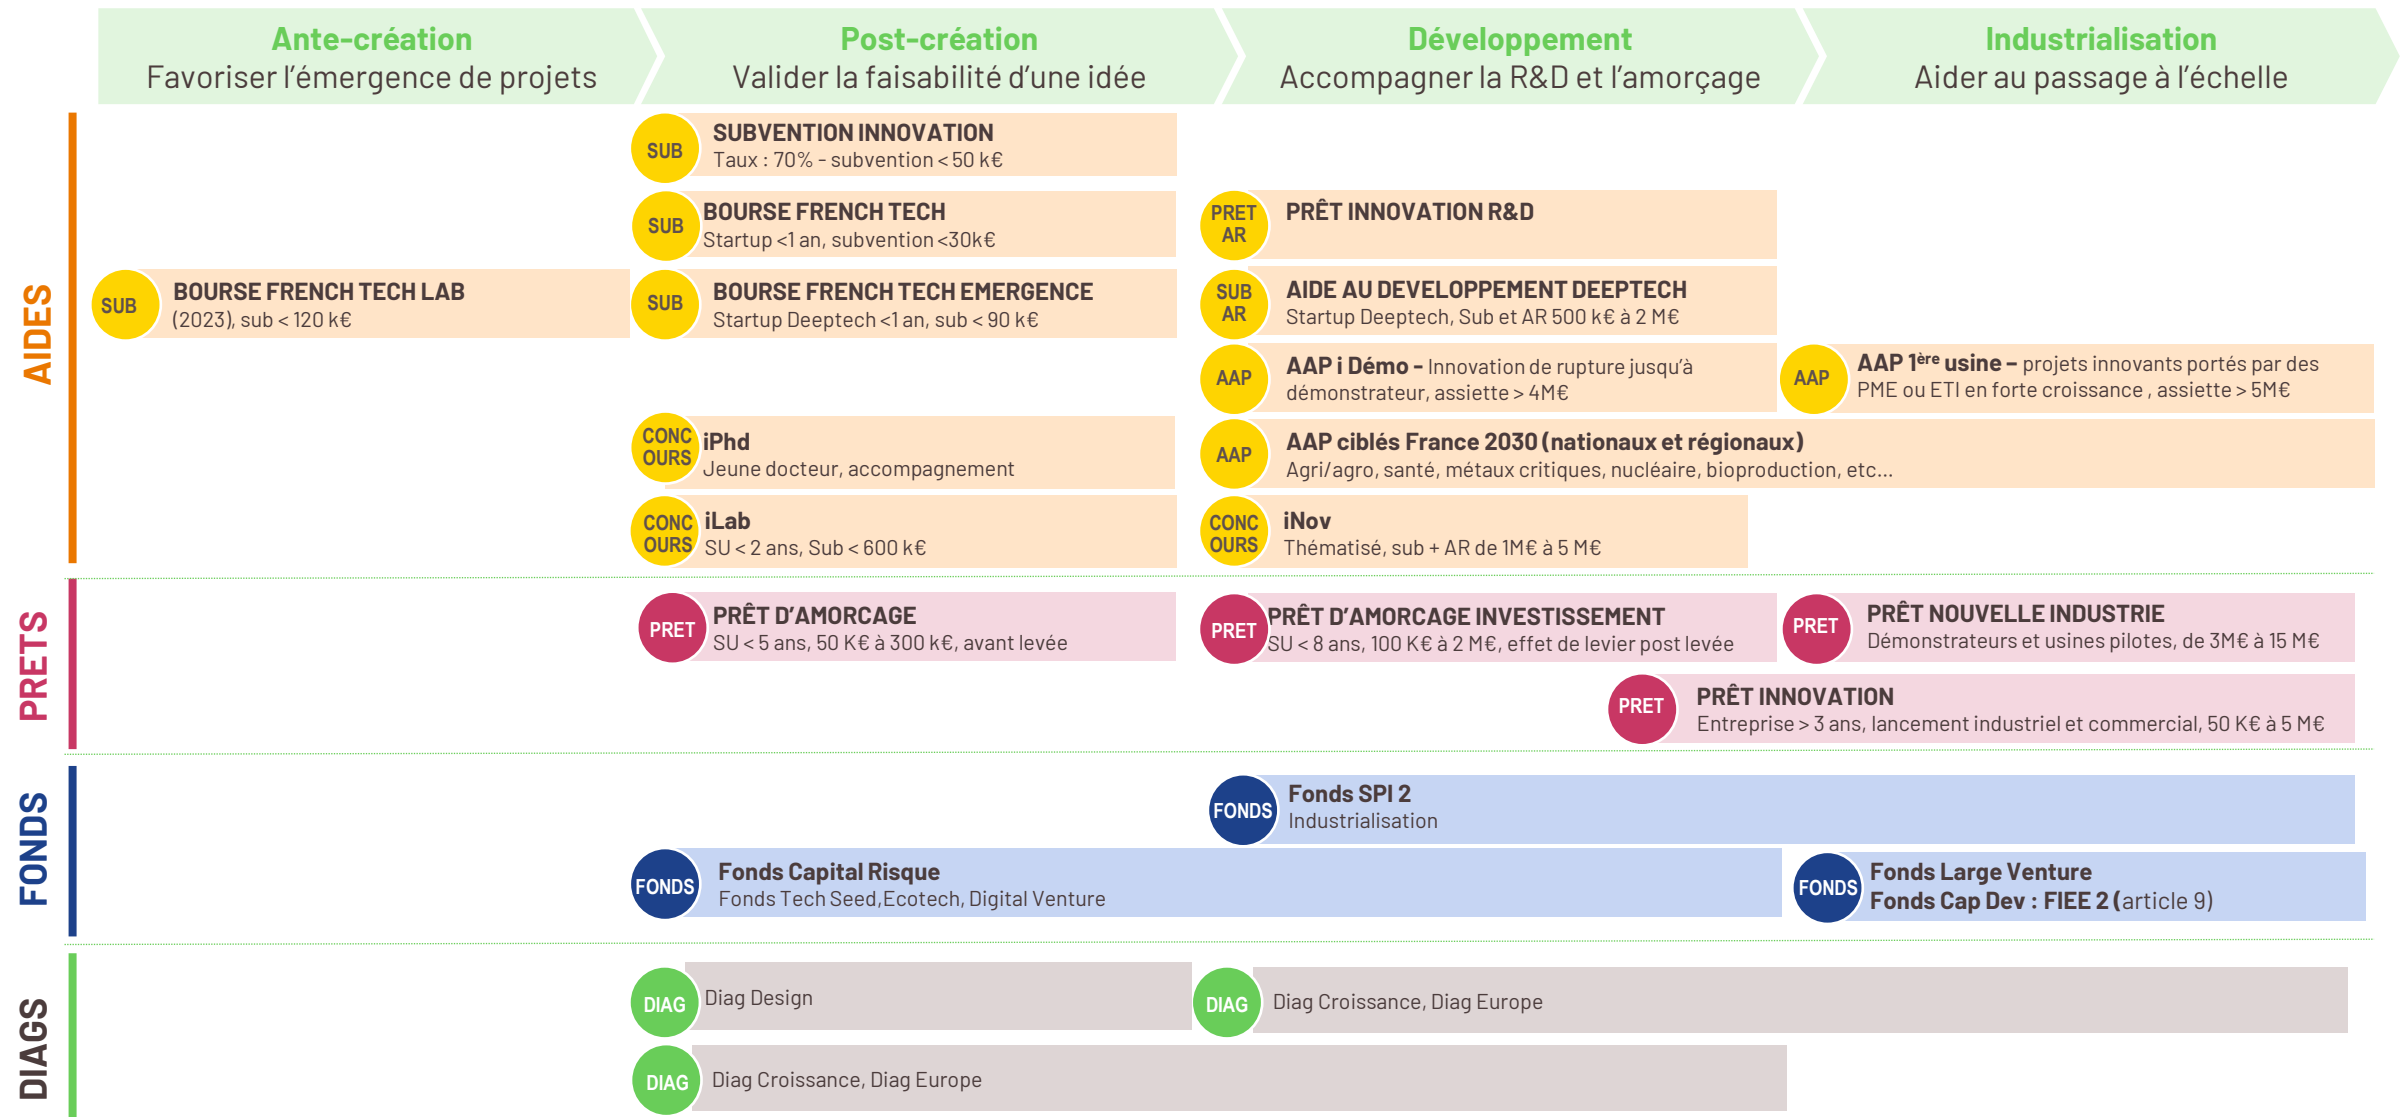 Ante-création
Favoriser l'émergence de projets
Post-création
Valider la faisabilité d'une idée
Développement
Accompagner la R&D et l'amorçage
Industrialisation
Aider au passage à l'échelle
AIDES
SUB
SUBVENTION INNOVATION
Taux : 70% - subvention < 50 k€
SUB
BOURSE FRENCH TECH
Startup <1 an, subvention <30k€
PRET
AR
PRÊT INNOVATION R&D
SUB
BOURSE FRENCH TECH LAB
(2023), sub < 120 k€
SUB
BOURSE FRENCH TECH EMERGENCE
Startup Deeptech <1 an, sub < 90 k€
SUB
AR
AIDE AU DEVELOPPEMENT DEEPTECH
Startup Deeptech, Sub et AR 500 k€ à 2 M€
AAP
AAP i Démo - Innovation de rupture jusqu'à
démonstrateur, assiette > 4M€
AAP
AAP 1ère usine – projets innovants portés par des
PME ou ETI en forte croissance , assiette > 5M€
CONC
OURS
iPhd
Jeune docteur, accompagnement
AAP
AAP ciblés France 2030 (nationaux et régionaux)
Agri/agro, santé, métaux critiques, nucléaire, bioproduction, etc...
CONC
OURS
iLab
SU < 2 ans, Sub < 600 k€
CONC
OURS
iNov
Thématisé, sub + AR de 1M€ à 5 M€
PRETS
PRET
PRÊT D'AMORCAGE
SU < 5 ans, 50 K€ à 300 k€, avant levée
PRET
PRÊT D'AMORCAGE INVESTISSEMENT
SU < 8 ans, 100 K€ à 2 M€, effet de levier post levée
PRET
PRÊT NOUVELLE INDUSTRIE
Démonstrateurs et usines pilotes, de 3M€ à 15 M€
PRET
PRÊT INNOVATION
Entreprise > 3 ans, lancement industriel et commercial, 50 K€ à 5 M€
FONDS
FONDS
Fonds SPI 2
Industrialisation
FONDS
Fonds Capital Risque
Fonds Tech Seed,Ecotech, Digital Venture
FONDS
Fonds Large Venture
Fonds Cap Dev : FIEE 2 (article 9)
DIAGS
DIAG
Diag Design
DIAG
Diag Croissance, Diag Europe
DIAG
Diag Croissance, Diag Europe